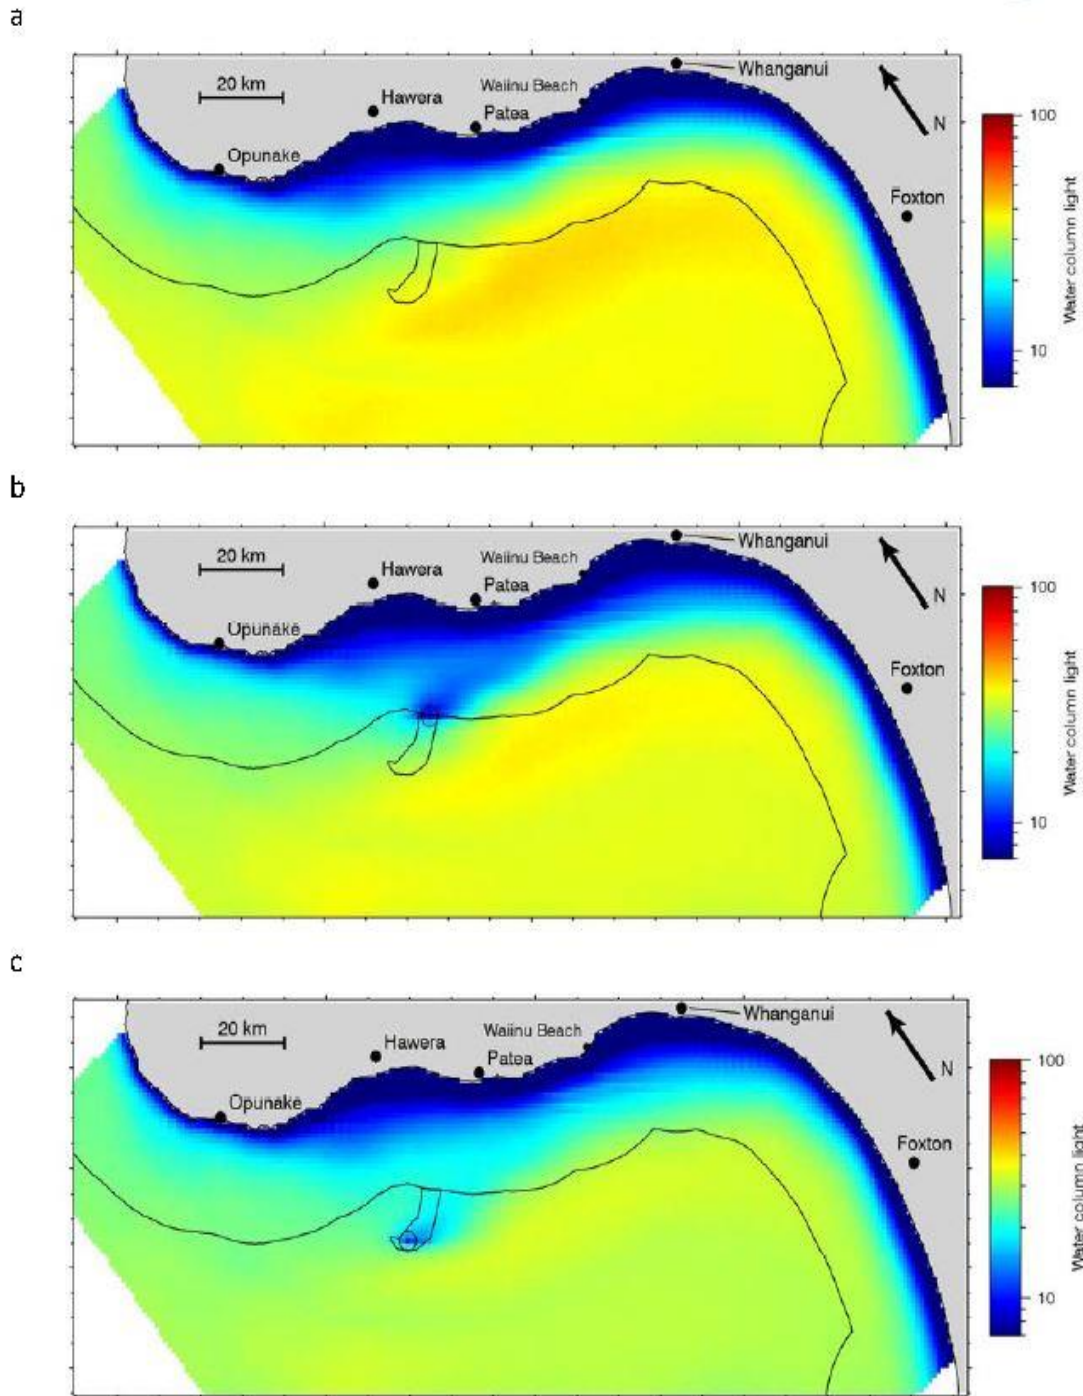 a
20 km
Hawera
Waiinu Beach
Patea
Whanganui
Opunake
Foxton
N
100
10
Water column light
b
20 km
Hawera
Waiinu Beach
Patea
Whanganui
Opunake
Foxton
N
100
10
Water column light
c
20 km
Hawera
Waiinu Beach
Patea
Whanganui
Opunake
Foxton
N
100
10
Water column light